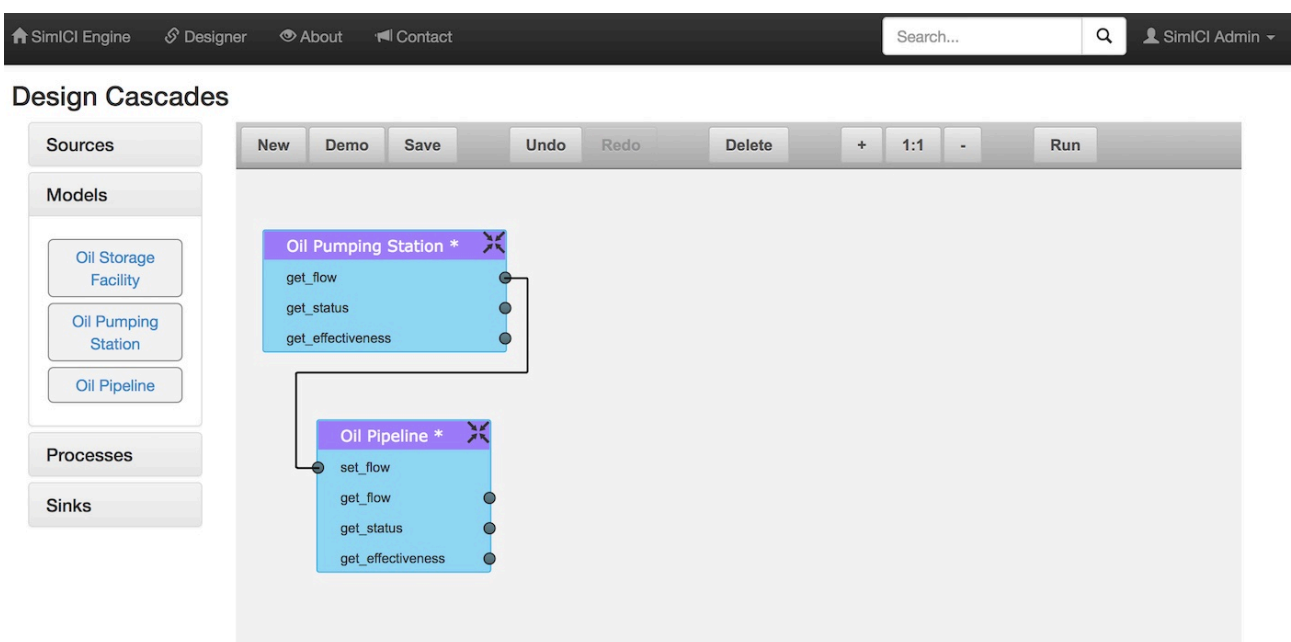 SimICI Engine Designer About Contact Search... SimICI Admin
Design Cascades
Sources
Models
Oil Storage
Facility
Oil Pumping
Station
Oil Pipeline
Processes
Sinks
New Demo Save Undo Redo Delete + 1:1 - Run
Oil Pumping Station *
get_flow
get_status
get_effectiveness
Oil Pipeline *
set_flow
get_flow
get_status
get_effectiveness